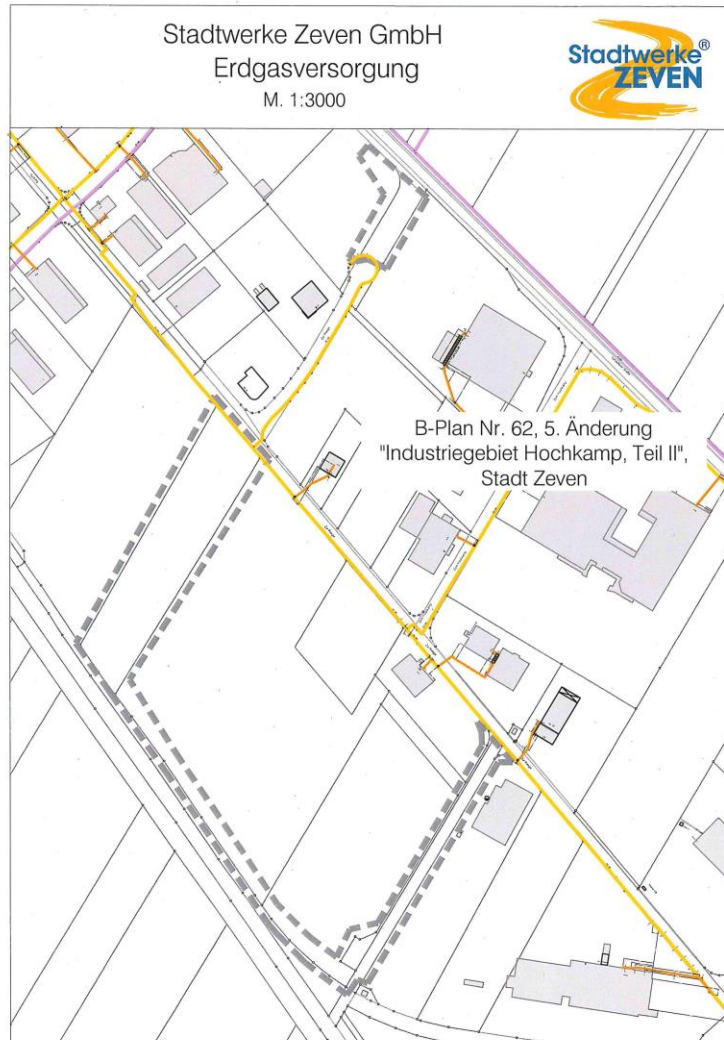 Stadtwerke Zeven GmbH
Erdgasversorgung
M. 1:3000
Stadtwerke®
ZEVEN
B-Plan Nr. 62, 5. Änderung
"Industriegebiet Hochkamp, Teil II",
Stadt Zeven